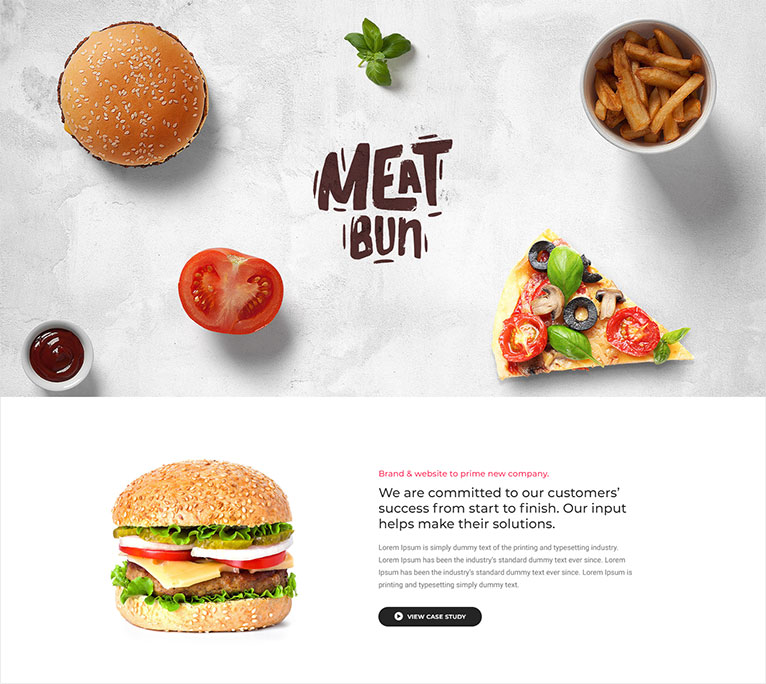 MEAT
BUN
Brand & website to prime new company.
We are committed to our customers'
success from start to finish. Our input
helps make their solutions.
Lorem Ipsum is simply dummy text of the printing and typesetting industry.
Lorem Ipsum has been the industry's standard dummy text ever since. Lorem
Ipsum has been the industry's standard dummy text ever since. Lorem Ipsum is
printing and typesetting simply dummy text.
VIEW CASE STUDY